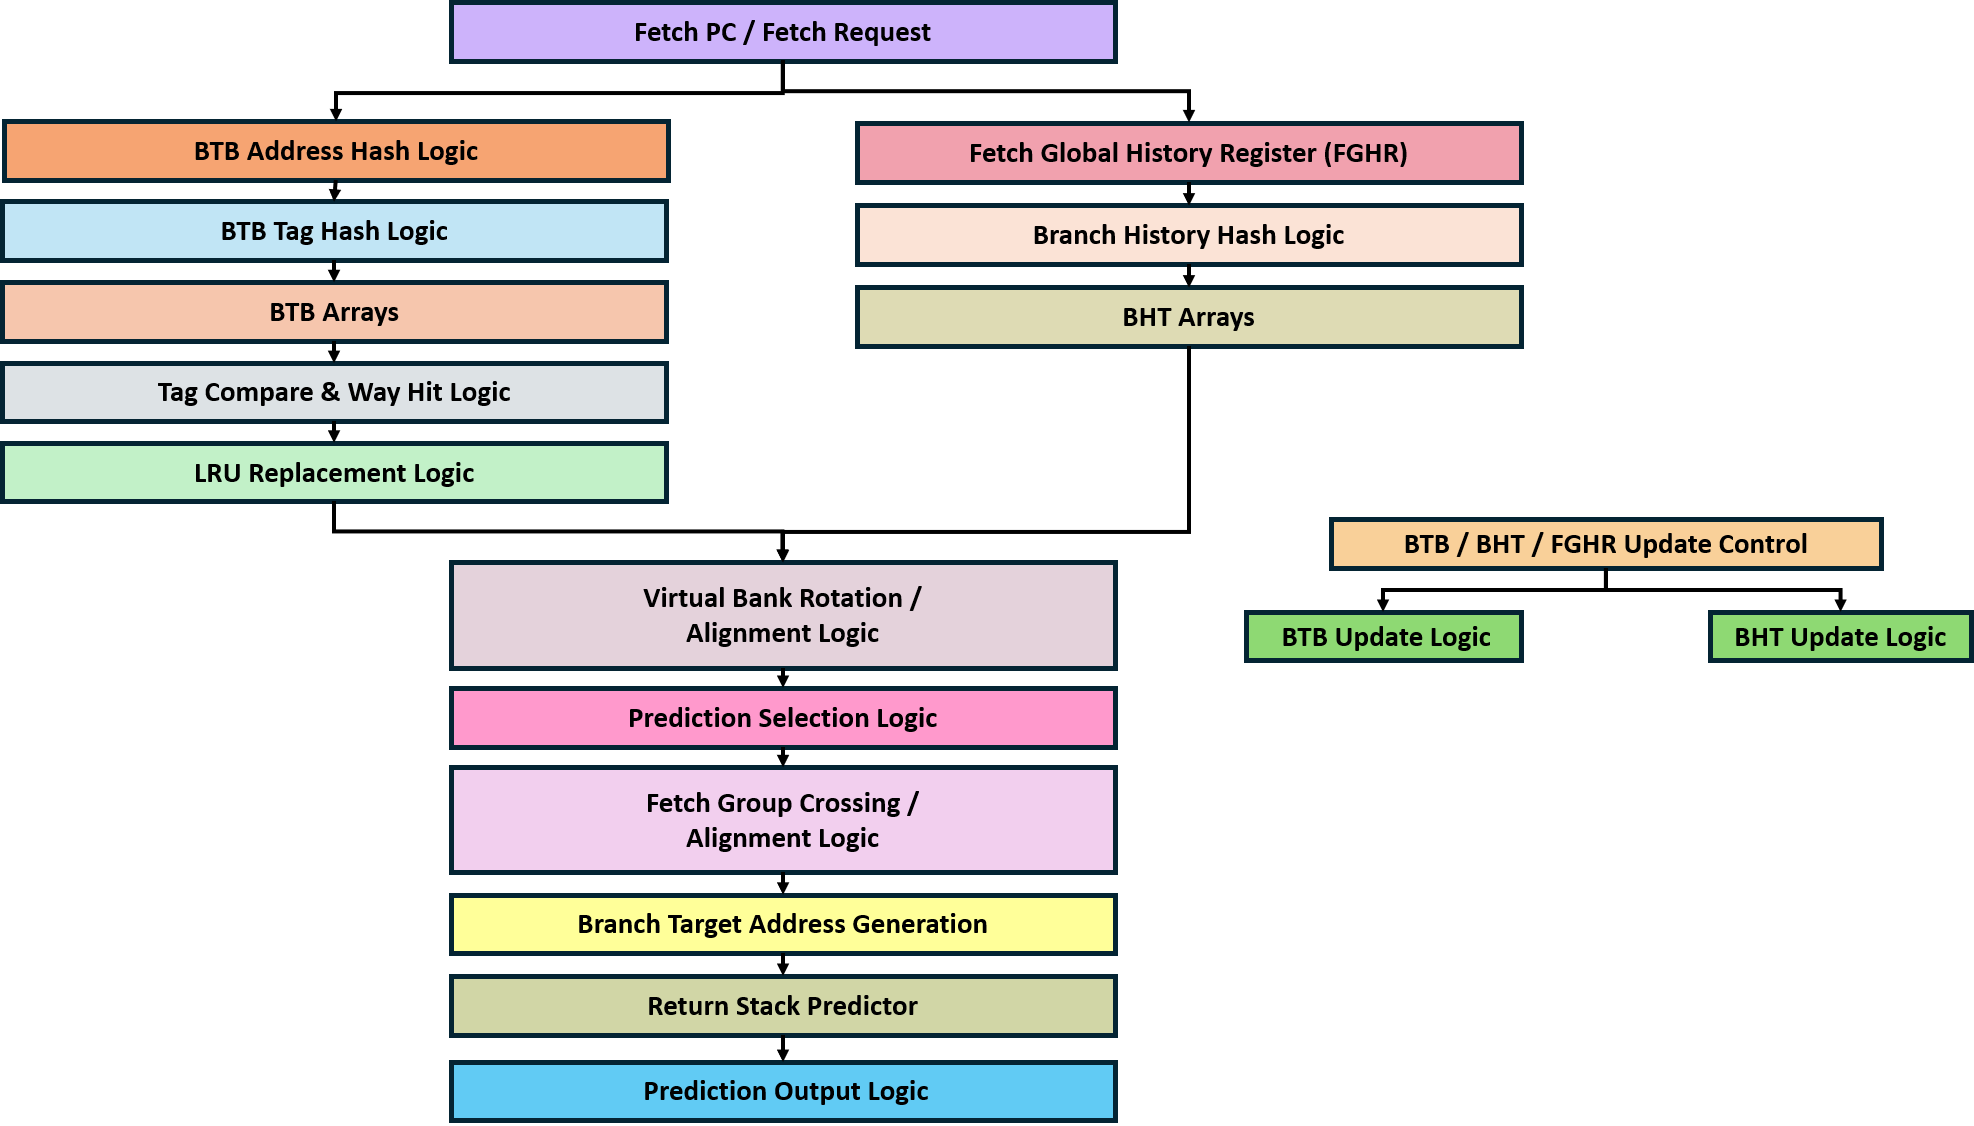 Fetch PC / Fetch Request
BTB Address Hash Logic
BTB Tag Hash Logic
BTB Arrays
Tag Compare & Way Hit Logic
LRU Replacement Logic
Fetch Global History Register (FGHR)
Branch History Hash Logic
BHT Arrays
Virtual Bank Rotation /
Alignment Logic
Prediction Selection Logic
Fetch Group Crossing /
Alignment Logic
Branch Target Address Generation
Return Stack Predictor
Prediction Output Logic
BTB / BHT / FGHR Update Control
BTB Update Logic
BHT Update Logic